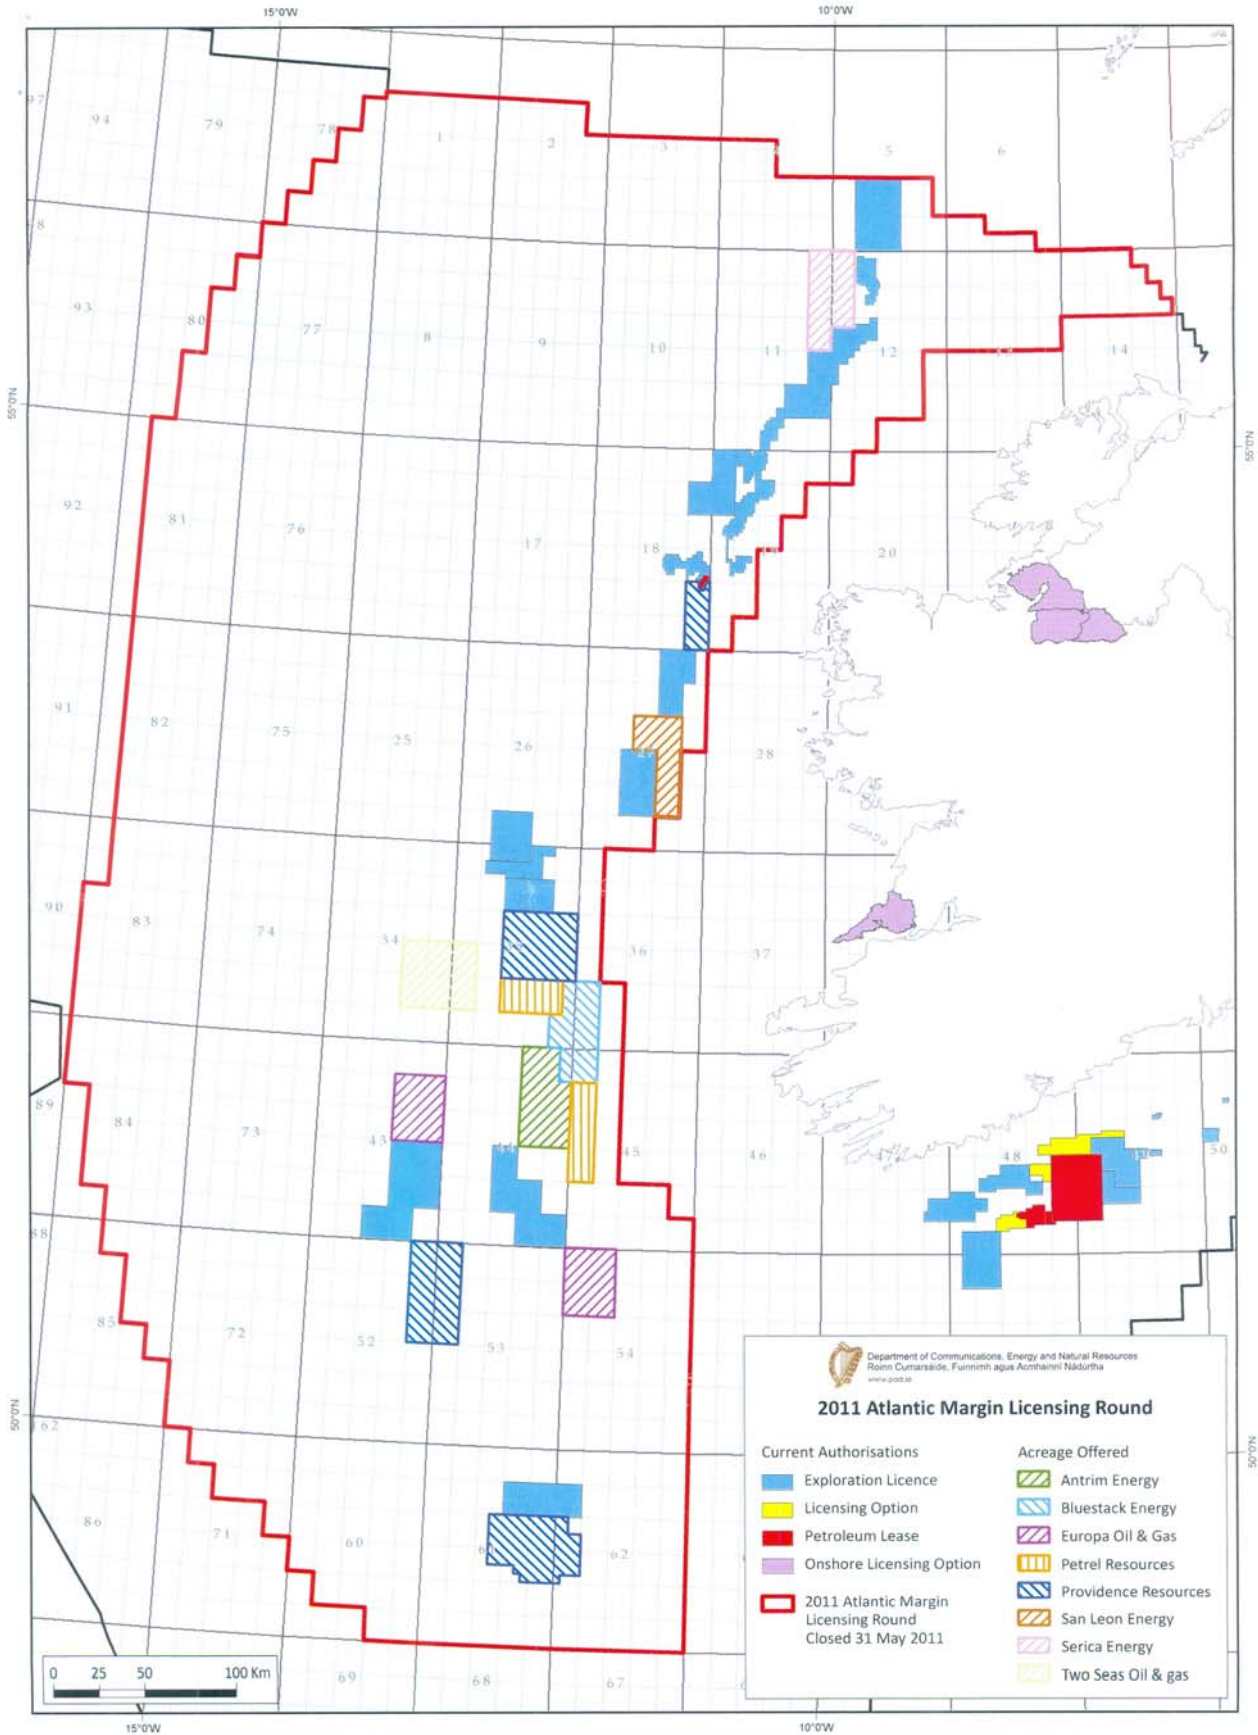 15°0'W 10°0'W
97 94 79 78 1 2 3 5 6
8
93 80 77 8 9 10 11 12 13 14
55°0'N
55°0'N
92 81 76 17 18 19 20
91 82 75 25 26 27 28
90 83 74 34 35 36 37
89 84 73 43 44 45 46 47 48 49 50
88
85 72 52 53 54
50°0'N
50°0'N
62
86 71 60 61 62
69 68 67
Department of Communications, Energy and Natural Resources
Roinn Cumarsáide, Fuinnimh agus Acmhainní Nádúrtha
www.pad.ie
2011 Atlantic Margin Licensing Round
Current Authorisations
Exploration Licence
Licensing Option
Petroleum Lease
Onshore Licensing Option
2011 Atlantic Margin
Licensing Round
Closed 31 May 2011
Acreage Offered
Antrim Energy
Bluestack Energy
Europa Oil & Gas
Petrel Resources
Providence Resources
San Leon Energy
Serica Energy
Two Seas Oil & gas
0 25 50 100 Km
15°0'W 10°0'W